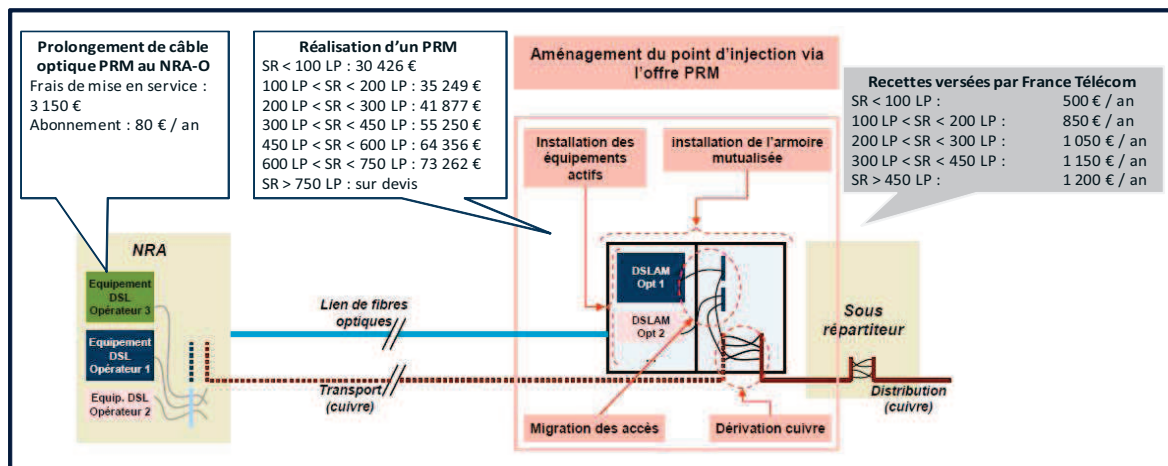 Prolongement de câble
optique PRM au NRA-O
Frais de mise en service :
3 150 €
Abonnement : 80 € / an
Réalisation d'un PRM
SR < 100 LP : 30 426 €
100 LP < SR < 200 LP : 35 249 €
200 LP < SR < 300 LP : 41 877 €
300 LP < SR < 450 LP : 55 250 €
450 LP < SR < 600 LP : 64 356 €
600 LP < SR < 750 LP : 73 262 €
SR > 750 LP : sur devis
Aménagement du point d'injection via
l'offre PRM
Recettes versées par France Télécom
SR < 100 LP : 500 € / an
100 LP < SR < 200 LP : 850 € / an
200 LP < SR < 300 LP : 1 050 € / an
300 LP < SR < 450 LP : 1 150 € / an
SR > 450 LP : 1 200 € / an
Installation des
équipements
actifs
installation de l'armoire
mutualisée
NRA
Equipement
DSL
Opérateur 3
Equipement
DSL
Opérateur 1
Equip. DSL
Opérateur 2
Lien de fibres
optiques
Transport
(cuivre)
DSLAM
Opt 1
DSLAM
Opt 2
...
Sous
répartiteur
Distribution
(cuivre)
Migration des accès
Dérivation cuivre